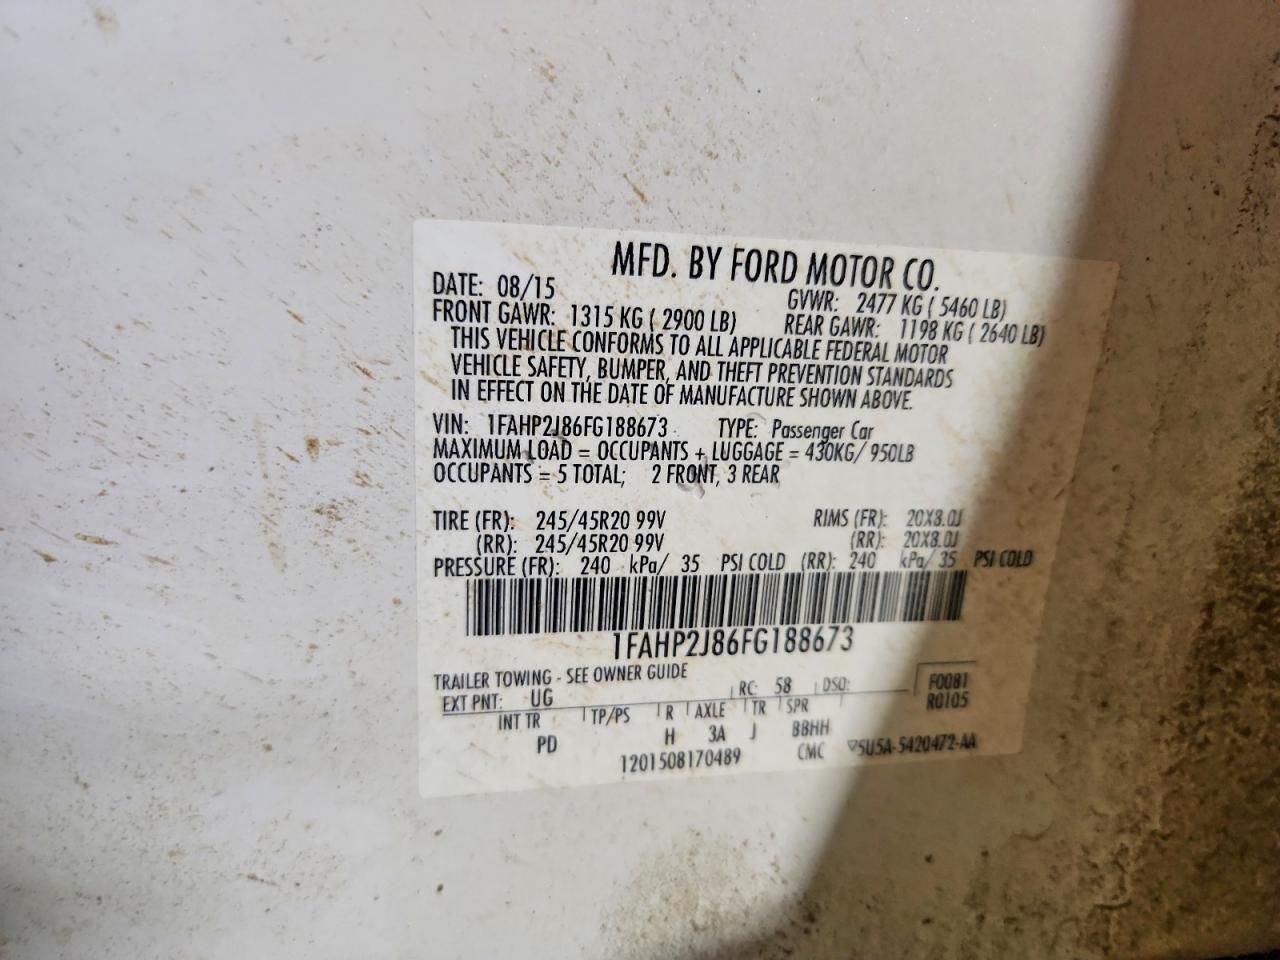 MFD. BY FORD MOTOR CO.
DATE: 08/15 GVWR: 2477 KG ( 5460 LB)
FRONT GAWR: 1315 KG ( 2900 LB) REAR GAWR: 1198 KG ( 2640 LB)
THIS VEHICLE CONFORMS TO ALL APPLICABLE FEDERAL MOTOR
VEHICLE SAFETY, BUMPER, AND THEFT PREVENTION STANDARDS
IN EFFECT ON THE DATE OF MANUFACTURE SHOWN ABOVE.
VIN: 1FAHP2J86FG188673 TYPE: Passenger Car
MAXIMUM LOAD = OCCUPANTS + LUGGAGE = 430KG/ 950LB
OCCUPANTS = 5 TOTAL; 2 FRONT, 3 REAR
TIRE (FR): 245/45R20 99V RIMS (FR): 20X8.0J
(RR): 245/45R20 99V (RR): 20X8.0J
PRESSURE (FR): 240 kPa/ 35 PSI COLD (RR): 240 kPa/ 35 PSI COLD
1FAHP2J86FG188673
TRAILER TOWING - SEE OWNER GUIDE
EXT PNT: UG RC: 58 DSO: F0081
R0105
INT TR TP/PS R AXLE TR SPR
PD H 3A J BBHH
1201508170489 CMC ▽5U5A-5420472-AA